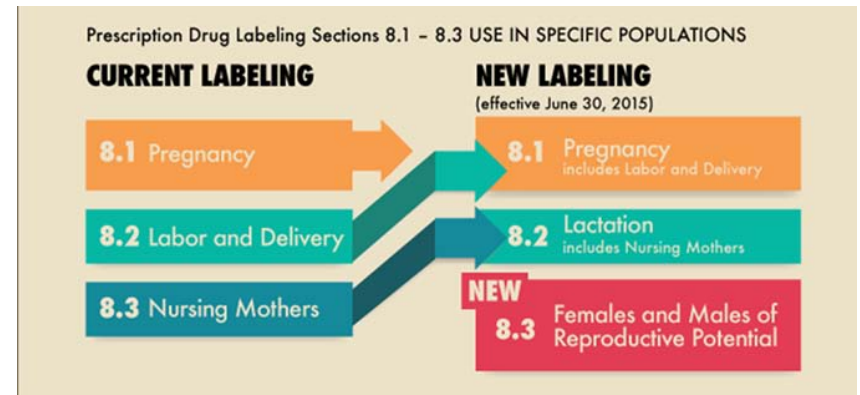 Prescription Drug Labeling Sections 8.1 – 8.3 USE IN SPECIFIC POPULATIONS
CURRENT LABELING
8.1 Pregnancy
8.2 Labor and Delivery
8.3 Nursing Mothers
NEW LABELING
(effective June 30, 2015)
8.1 Pregnancy
includes Labor and Delivery
8.2 Lactation
includes Nursing Mothers
NEW
8.3 Females and Males of
Reproductive Potential